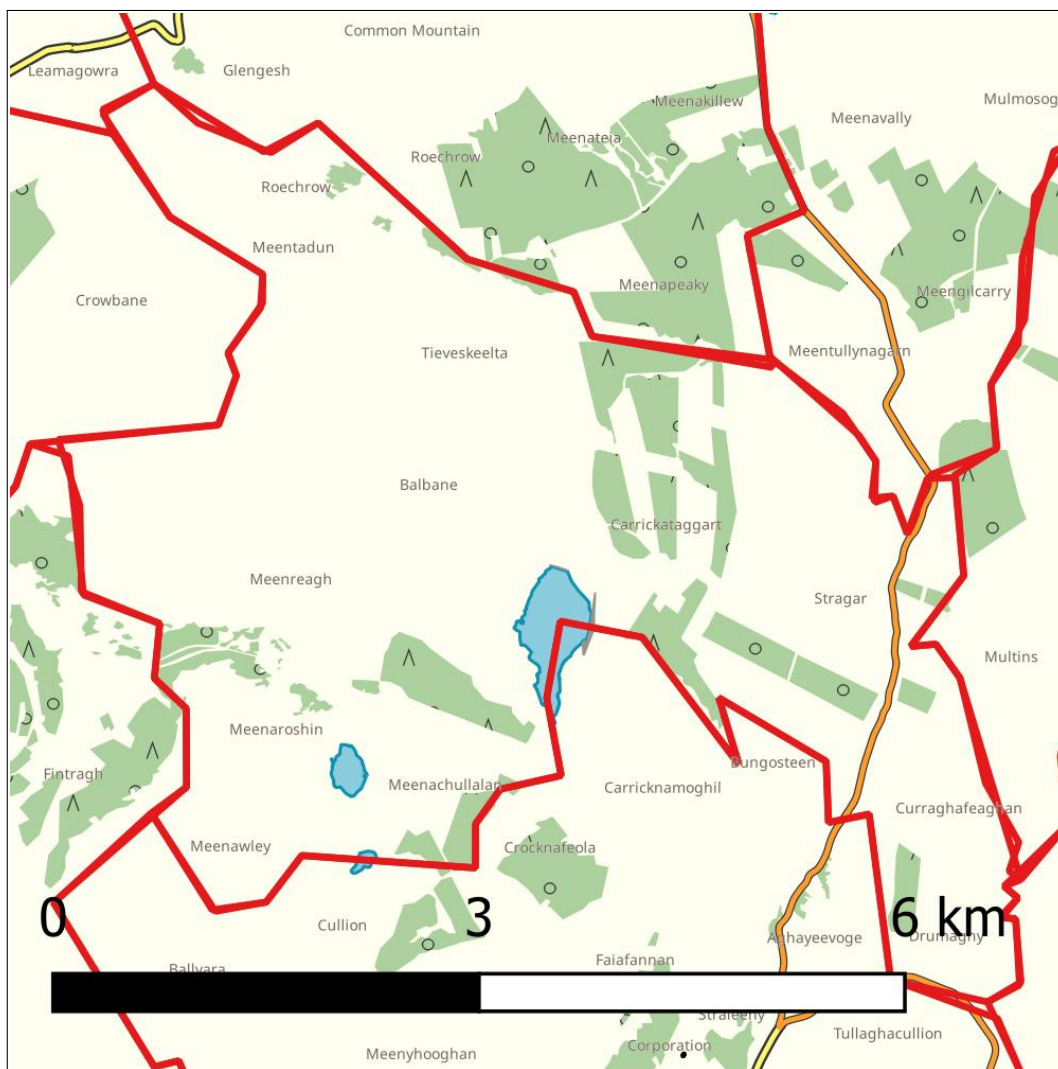 Common Mountain
Leamagowra
Glengesh
Meenakillew
Mulmosog
Meenavally
Meenateia
Roechrow
Roechrow
Meentadun
Meenapeaky
Meengilcarry
Crowbane
Tieveskeelta
Meentullynagarn
Balbane
Carrickataggart
Meenreagh
Stragar
Multins
Meenaroshin
Fintragh
Bungosteen
Meenachullalan
Carricknamoghil
Curraghafeaghan
Meenawley
Crocknafeola
0 3 6 km
Cullion
Aghayeevoge
Drumagny
Faiafannan
Ballyara
Straleeny
Tullaghacullion
Corporation
Meenyhooghan